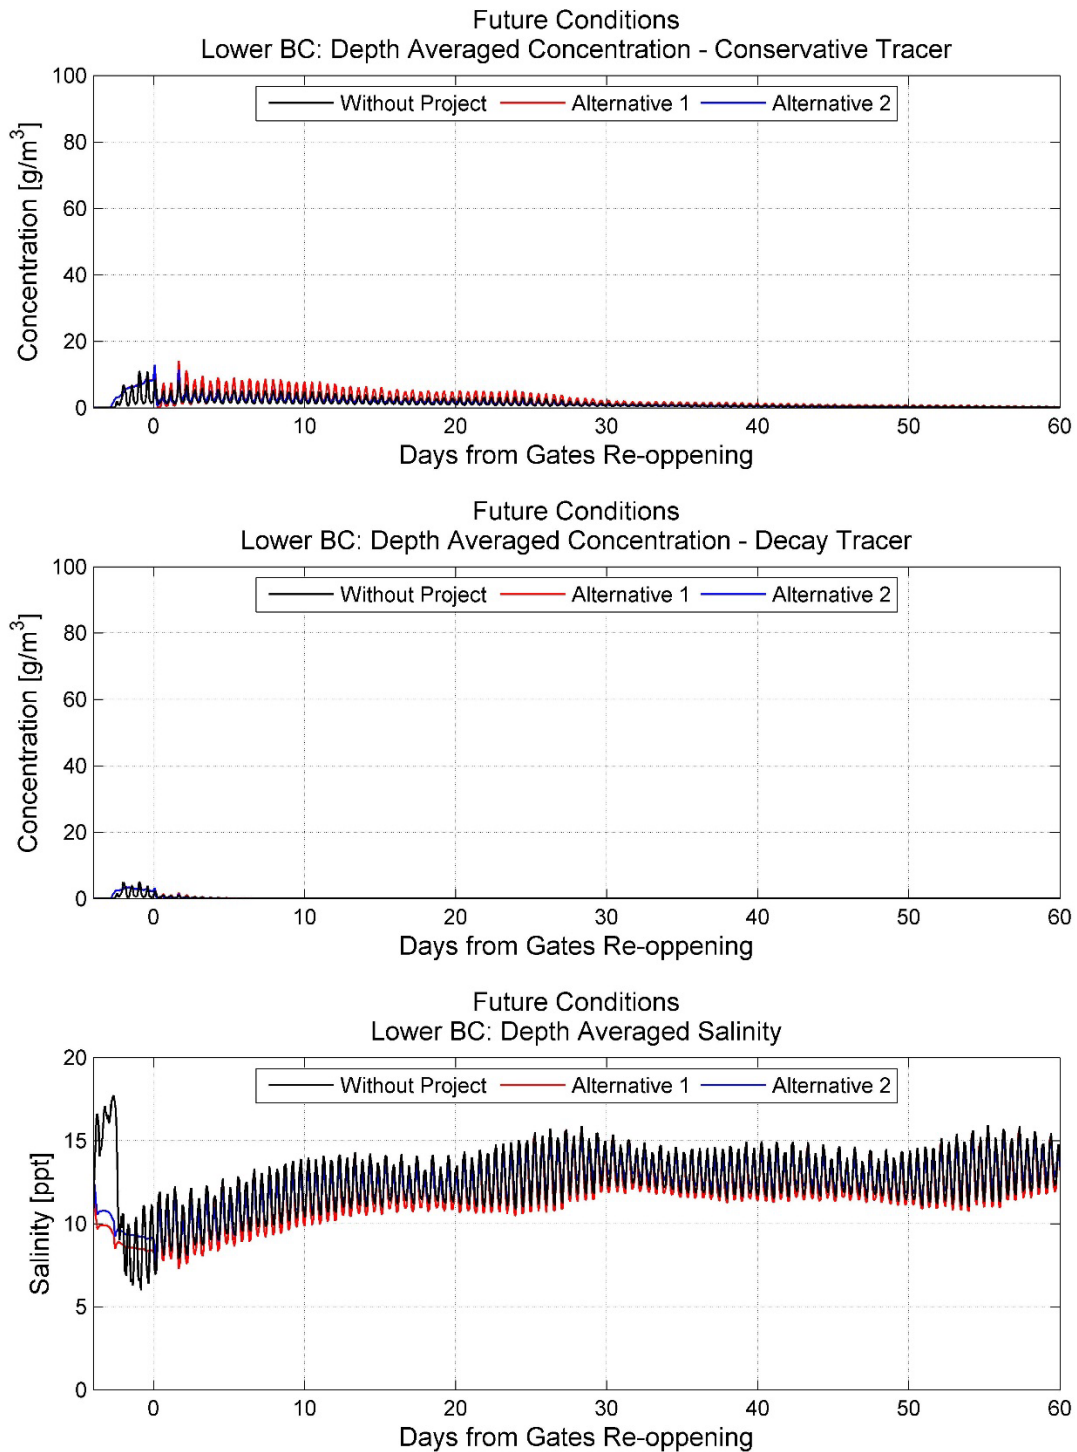 Future Conditions
Lower BC: Depth Averaged Concentration - Conservative Tracer
100
80
60
40
20
0
Concentration [g/m³]
Without Project Alternative 1 Alternative 2
0 10 20 30 40 50 60
Days from Gates Re-oppening
Future Conditions
Lower BC: Depth Averaged Concentration - Decay Tracer
100
80
60
40
20
0
Concentration [g/m³]
Without Project Alternative 1 Alternative 2
0 10 20 30 40 50 60
Days from Gates Re-oppening
Future Conditions
Lower BC: Depth Averaged Salinity
20
15
10
5
0
Salinity [ppt]
Without Project Alternative 1 Alternative 2
0 10 20 30 40 50 60
Days from Gates Re-oppening